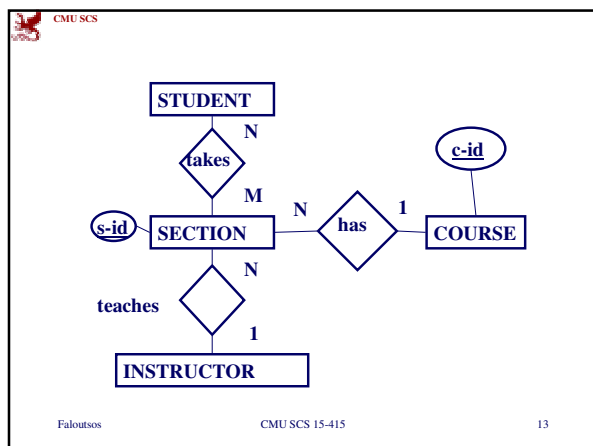 CMU SCS
STUDENT
N
takes
M
c-id
s-id
SECTION
N
has
1
COURSE
N
teaches
1
INSTRUCTOR
Faloutsos
CMU SCS 15-415
13